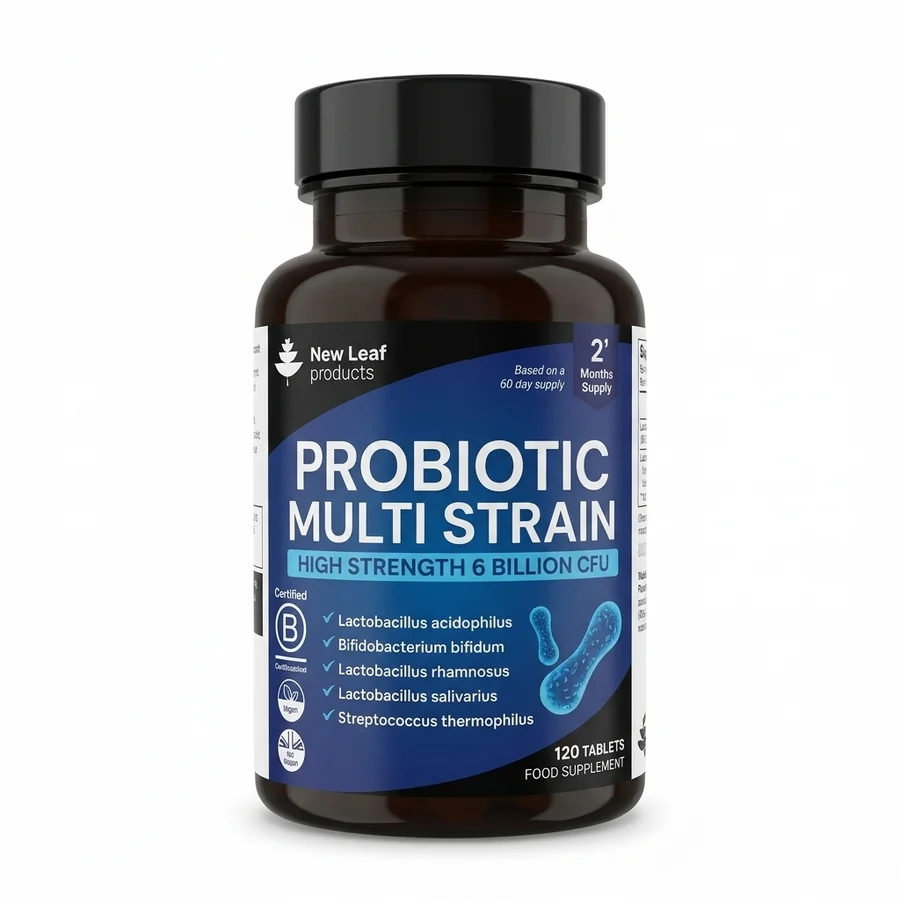 New Leaf
products
Based on a
60 day supply
2'
Months
Supply
PROBIOTIC
MULTI STRAIN
HIGH STRENGTH 6 BILLION CFU
Certified
B
✓ Lactobacillus acidophilus
✓ Bifidobacterium bifidum
✓ Lactobacillus rhamnosus
✓ Lactobacillus salivarius
✓ Streptococcus thermophilus
120 TABLETS
FOOD SUPPLEMENT